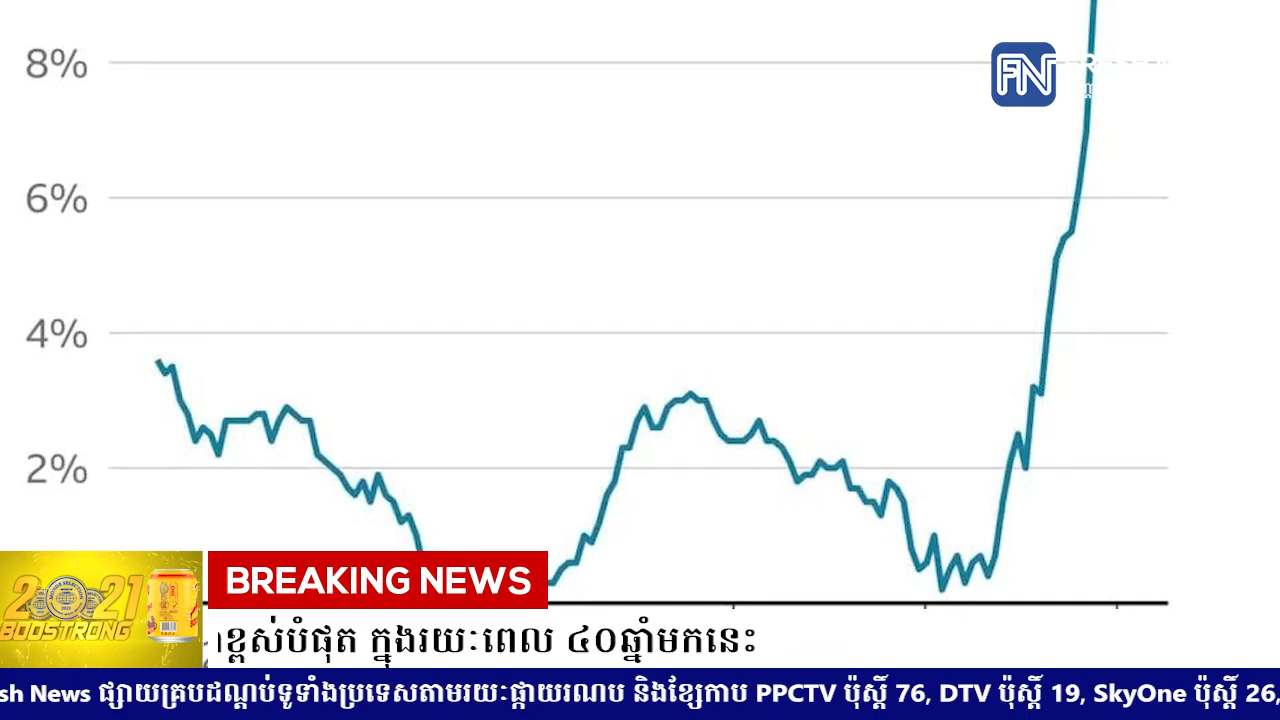 8%
FN
6%
4%
2%
2021
BOOSTRONG
BREAKING NEWS
ខ្ពស់បំផុត ក្នុងរយៈពេល ៤០ឆ្នាំមកនេះ
sh News ផ្សាយគ្របដណ្តប់ទូទាំងប្រទេសតាមរយៈផ្កាយរណប និងខ្សែកាប PPCTV ប៉ុស្តិ៍ 76, DTV ប៉ុស្តិ៍ 19, SkyOne ប៉ុស្តិ៍ 26,